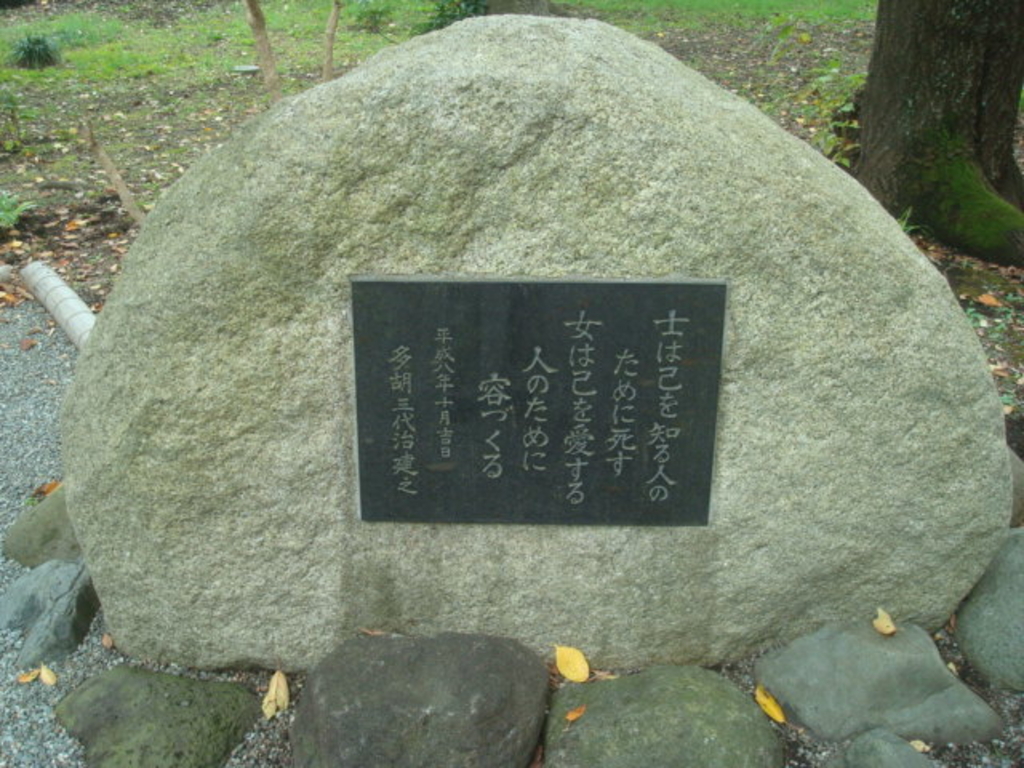 士は己を知る人の
ために死す
女は己を愛する
人のために
容づくる
平成八年十月吉日
多胡三代治建之